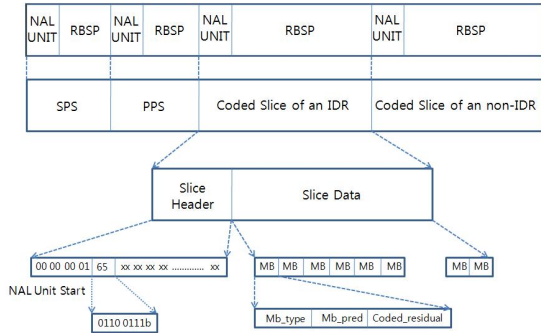 NAL UNIT RBSP NAL UNIT RBSP NAL UNIT RBSP NAL UNIT RBSP
SPS PPS Coded Slice of an IDR Coded Slice of an non-IDR
Slice Header Slice Data
00 00 00 01 65 xx xx xx xx ............. xx MB MB MB MB MB MB MB MB
NAL Unit Start
0110 0111b Mb_type Mb_pred Coded_residual